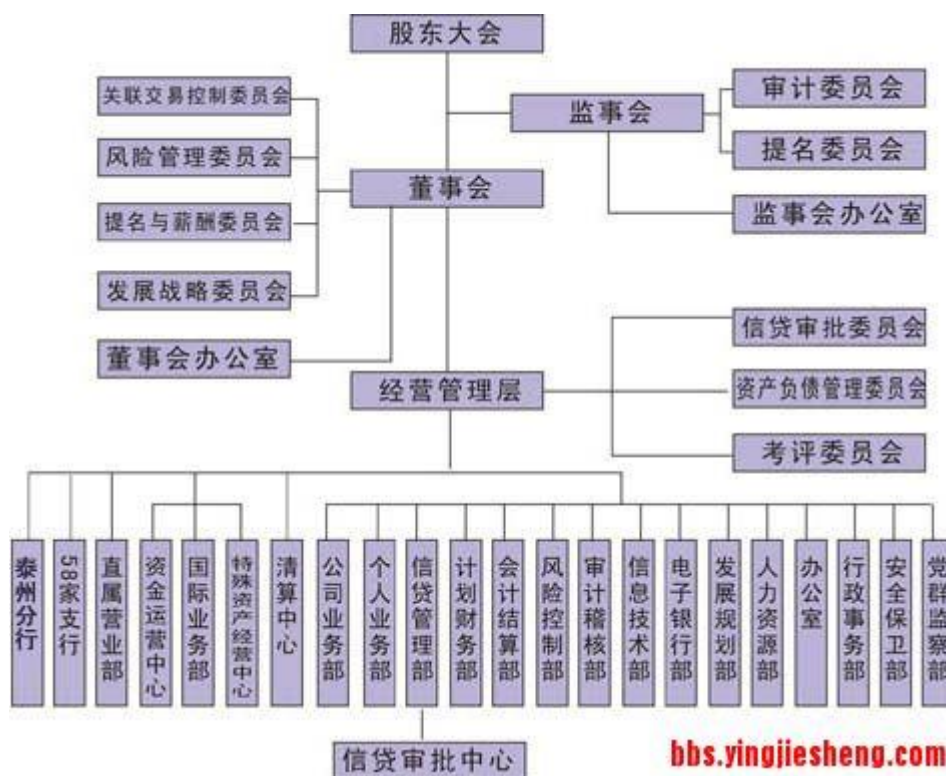 股东大会
关联交易控制委员会
监事会
审计委员会
风险管理委员会
提名委员会
董事会
提名与薪酬委员会
监事会办公室
发展战略委员会
信贷审批委员会
董事会办公室
经营管理层
资产负债管理委员会
考评委员会
泰州分行
58家支行
直属营业部
资金运营中心
国际业务部
特殊资产经营中心
清算中心
公司业务部
个人业务部
信贷管理部
计划财务部
会计结算部
风险控制部
审计稽核部
信息技术部
电子银行部
发展规划部
人力资源部
办公室
行政事务部
安全保卫部
党群监察部
信贷审批中心
bbs.yingjiesheng.com